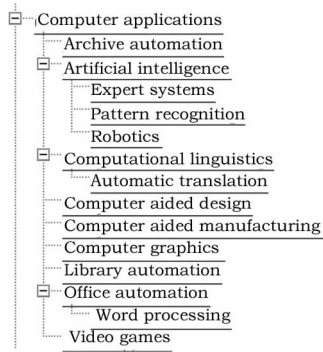 Computer applications
Archive automation
Artificial intelligence
Expert systems
Pattern recognition
Robotics
Computational linguistics
Automatic translation
Computer aided design
Computer aided manufacturing
Computer graphics
Library automation
Office automation
Word processing
Video games